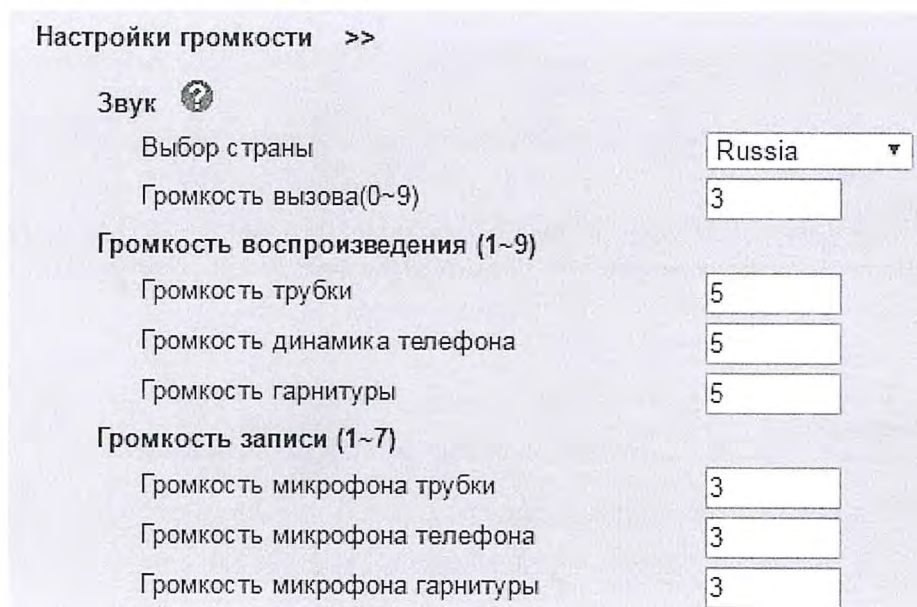 Настройки громкости >>
Звук
Выбор страны Russia
Громкость вызова(0~9) 3
Громкость воспроизведения (1~9)
Громкость трубки 5
Громкость динамика телефона 5
Громкость гарнитуры 5
Громкость записи (1~7)
Громкость микрофона трубки 3
Громкость микрофона телефона 3
Громкость микрофона гарнитуры 3